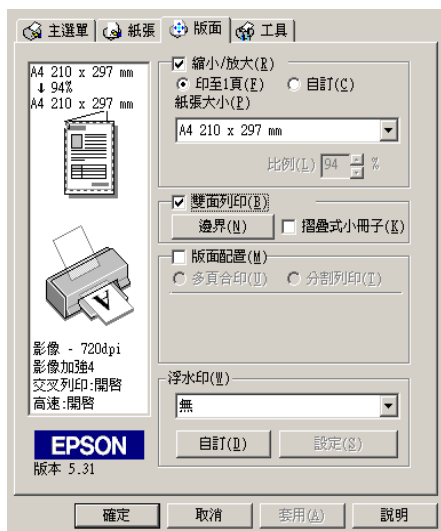 主選單 紙張 版面 工具
A4 210 x 297 mm
↓ 94%
A4 210 x 297 mm
影像 - 720dpi
影像加強4
交叉列印:開啓
高速:開啓
EPSON
版本 5.31
縮小/放大(R)
印至1頁(F) 自訂(C)
紙張大小(P)
A4 210 x 297 mm
比例(L) 94 %
雙面列印(B)
邊界(N) 摺疊式小冊子(K)
版面配置(M)
多頁合印(U) 分割列印(T)
浮水印(W)
無
自訂(D) 設定(S)
確定 取消 套用(A) 說明